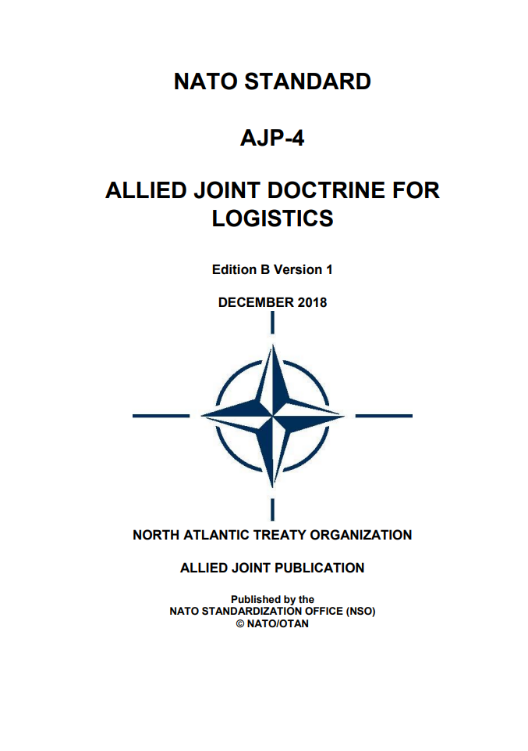 NATO STANDARD
AJP-4
ALLIED JOINT DOCTRINE FOR
LOGISTICS
Edition B Version 1
DECEMBER 2018
NORTH ATLANTIC TREATY ORGANIZATION
ALLIED JOINT PUBLICATION
Published by the
NATO STANDARDIZATION OFFICE (NSO)
© NATO/OTAN